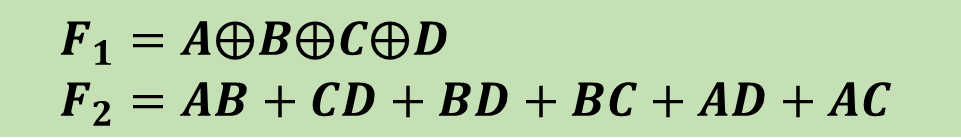 F₁ = A⊕B⊕C⊕D
F₂ = AB + CD + BD + BC + AD + AC